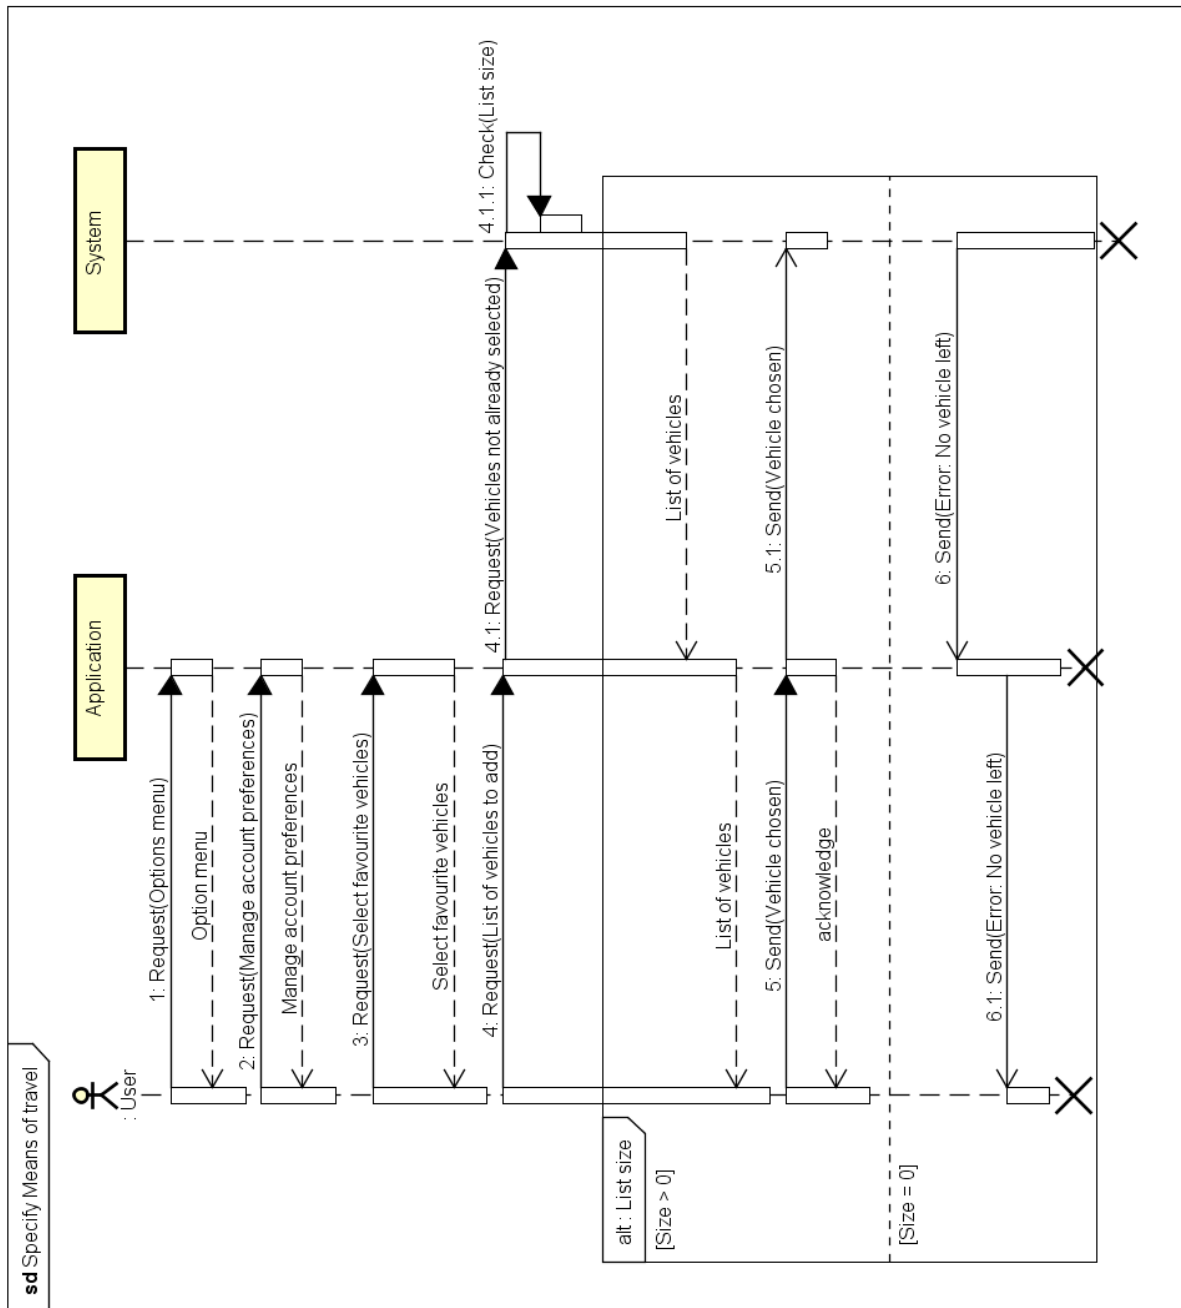 sd Specify Means of travel
: User
Application
System
1: Request(Options menu)
Option menu
2: Request(Manage account preferences)
Manage account preferences
3: Request(Select favourite vehicles)
Select favourite vehicles
4: Request(List of vehicles to add)
4.1: Request(Vehicles not already selected)
4.1.1: Check(List size)
alt : List size
[Size > 0]
List of vehicles
List of vehicles
5: Send(Vehicle chosen)
5.1: Send(Vehicle chosen)
acknowledge
[Size = 0]
6: Send(Error: No vehicle left)
6.1: Send(Error: No vehicle left)